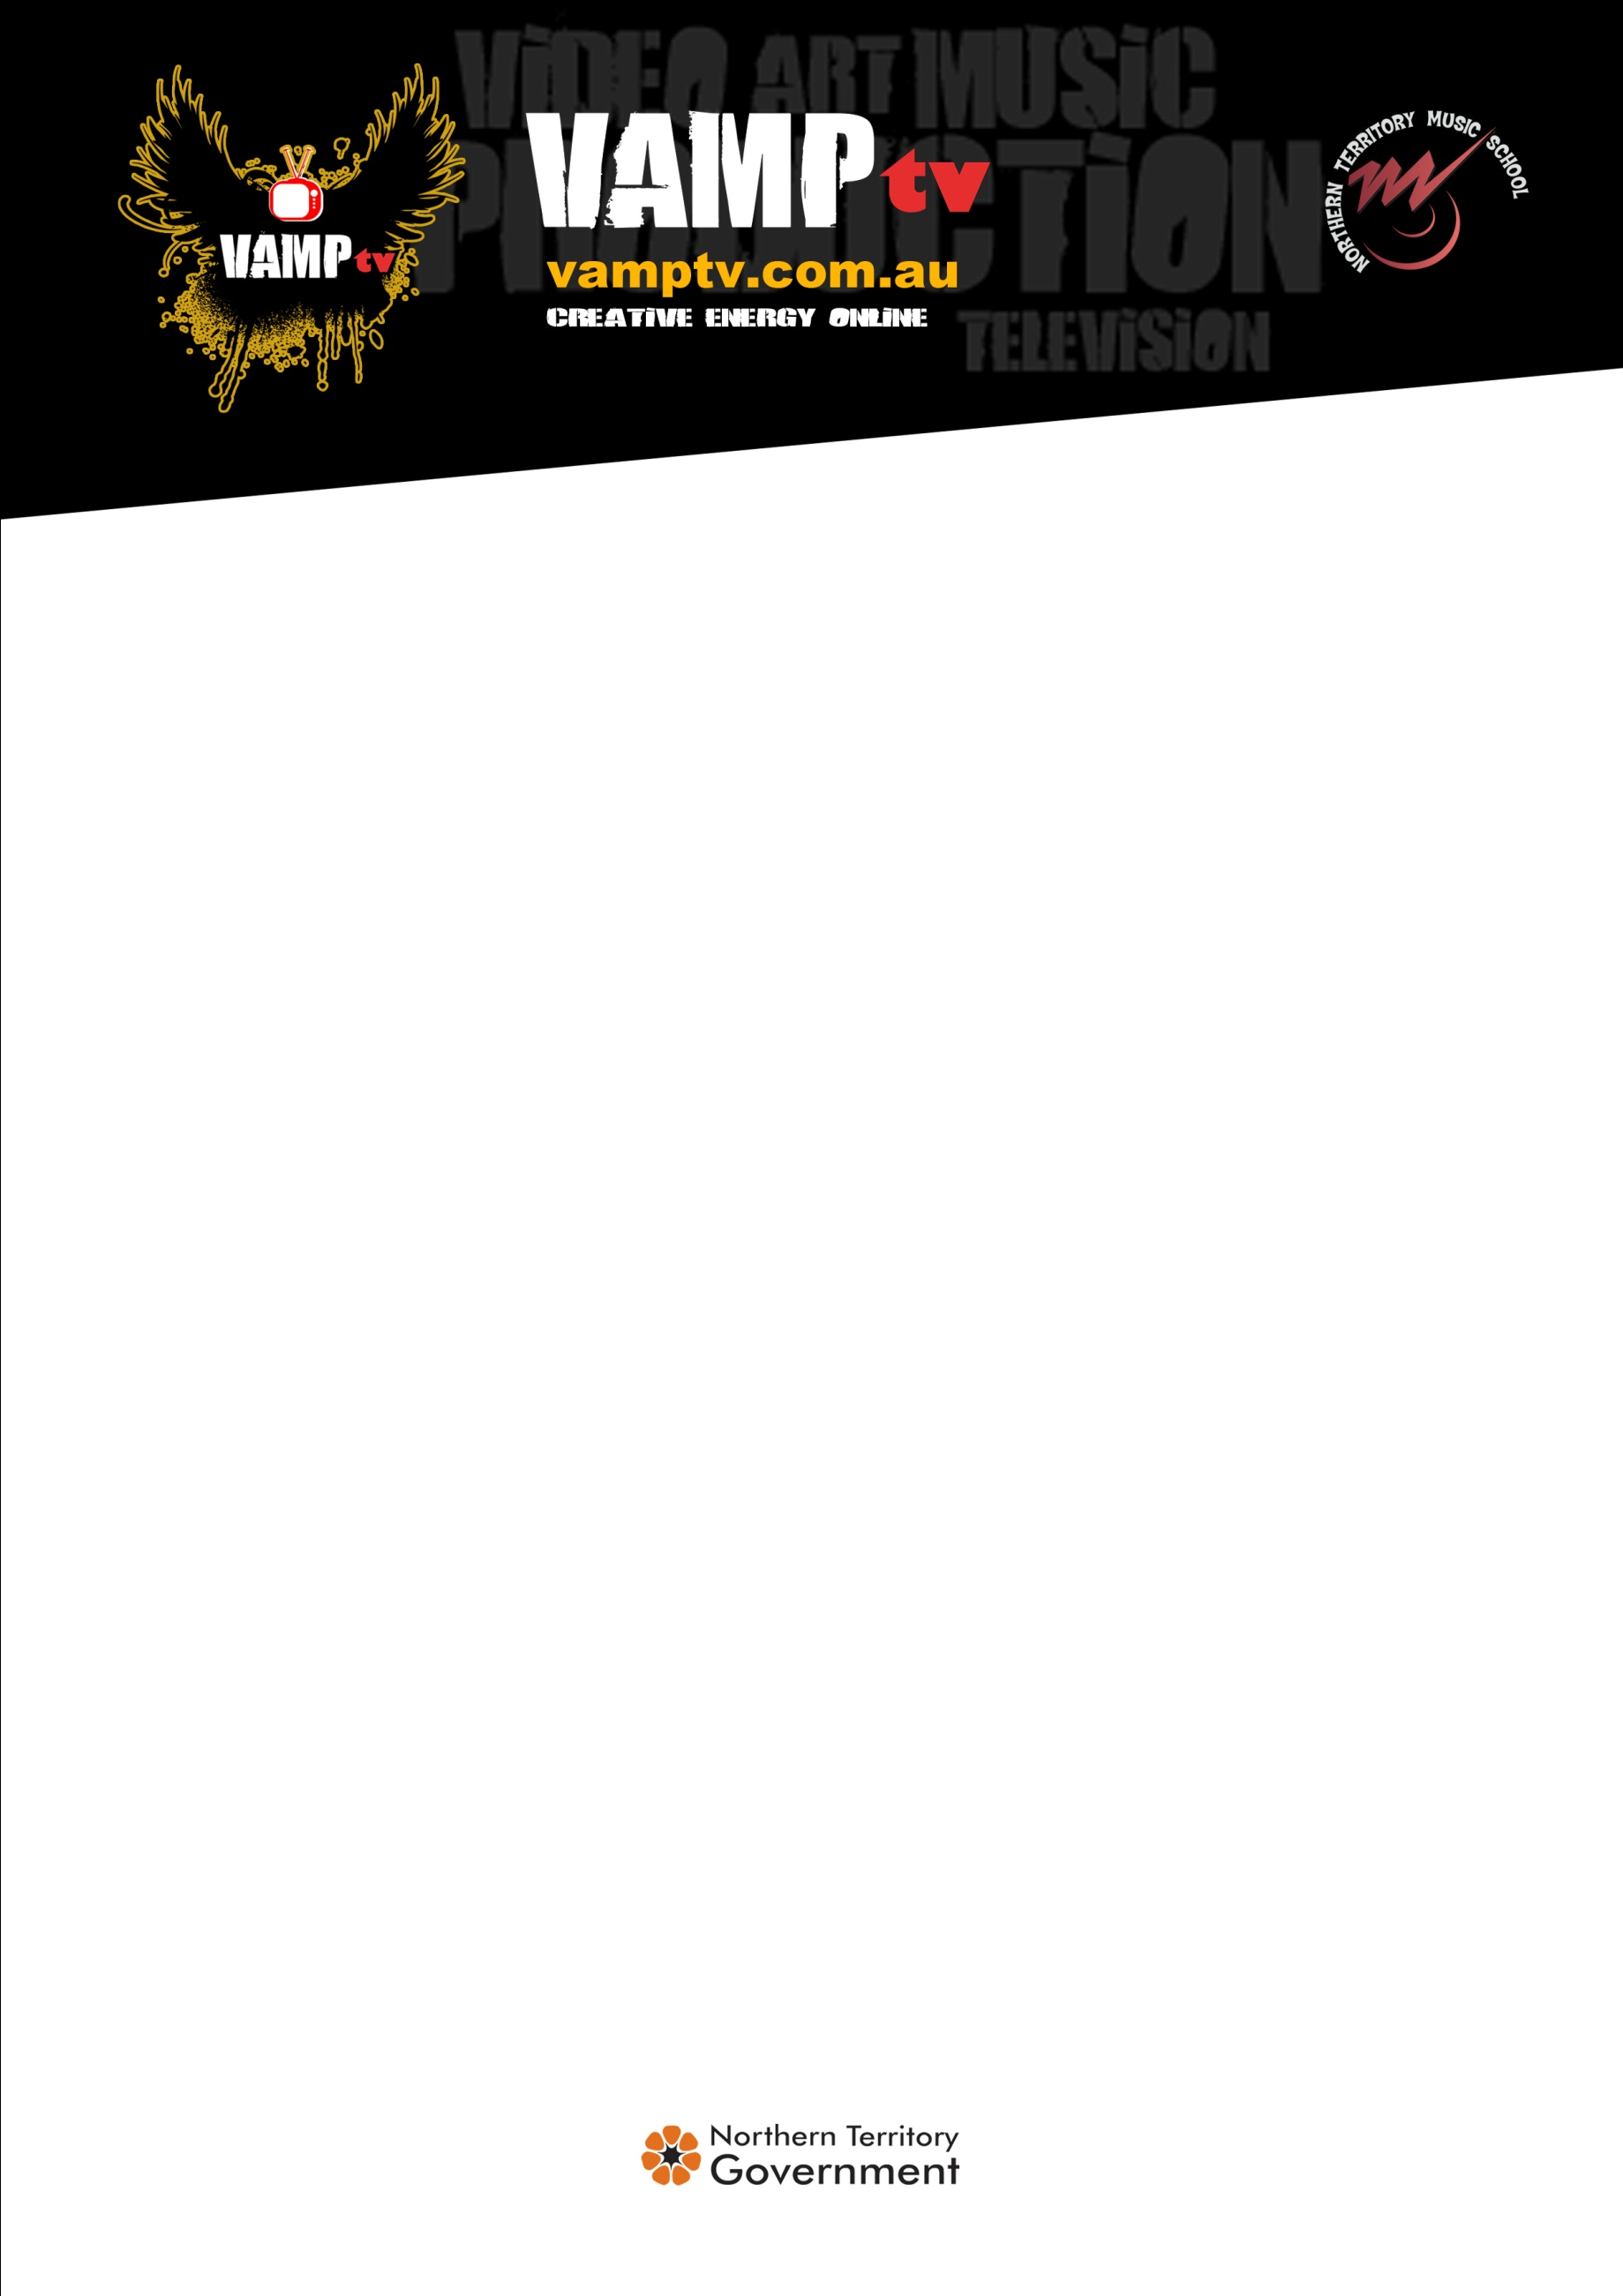 VIDEO ART MUSIC
PRODUCTION
TELEVISION
VAMP tv
VAMP tv
vamptv.com.au
CREATIVE ENERGY ONLINE
NORTHERN TERRITORY MUSIC SCHOOL
Northern Territory
Government